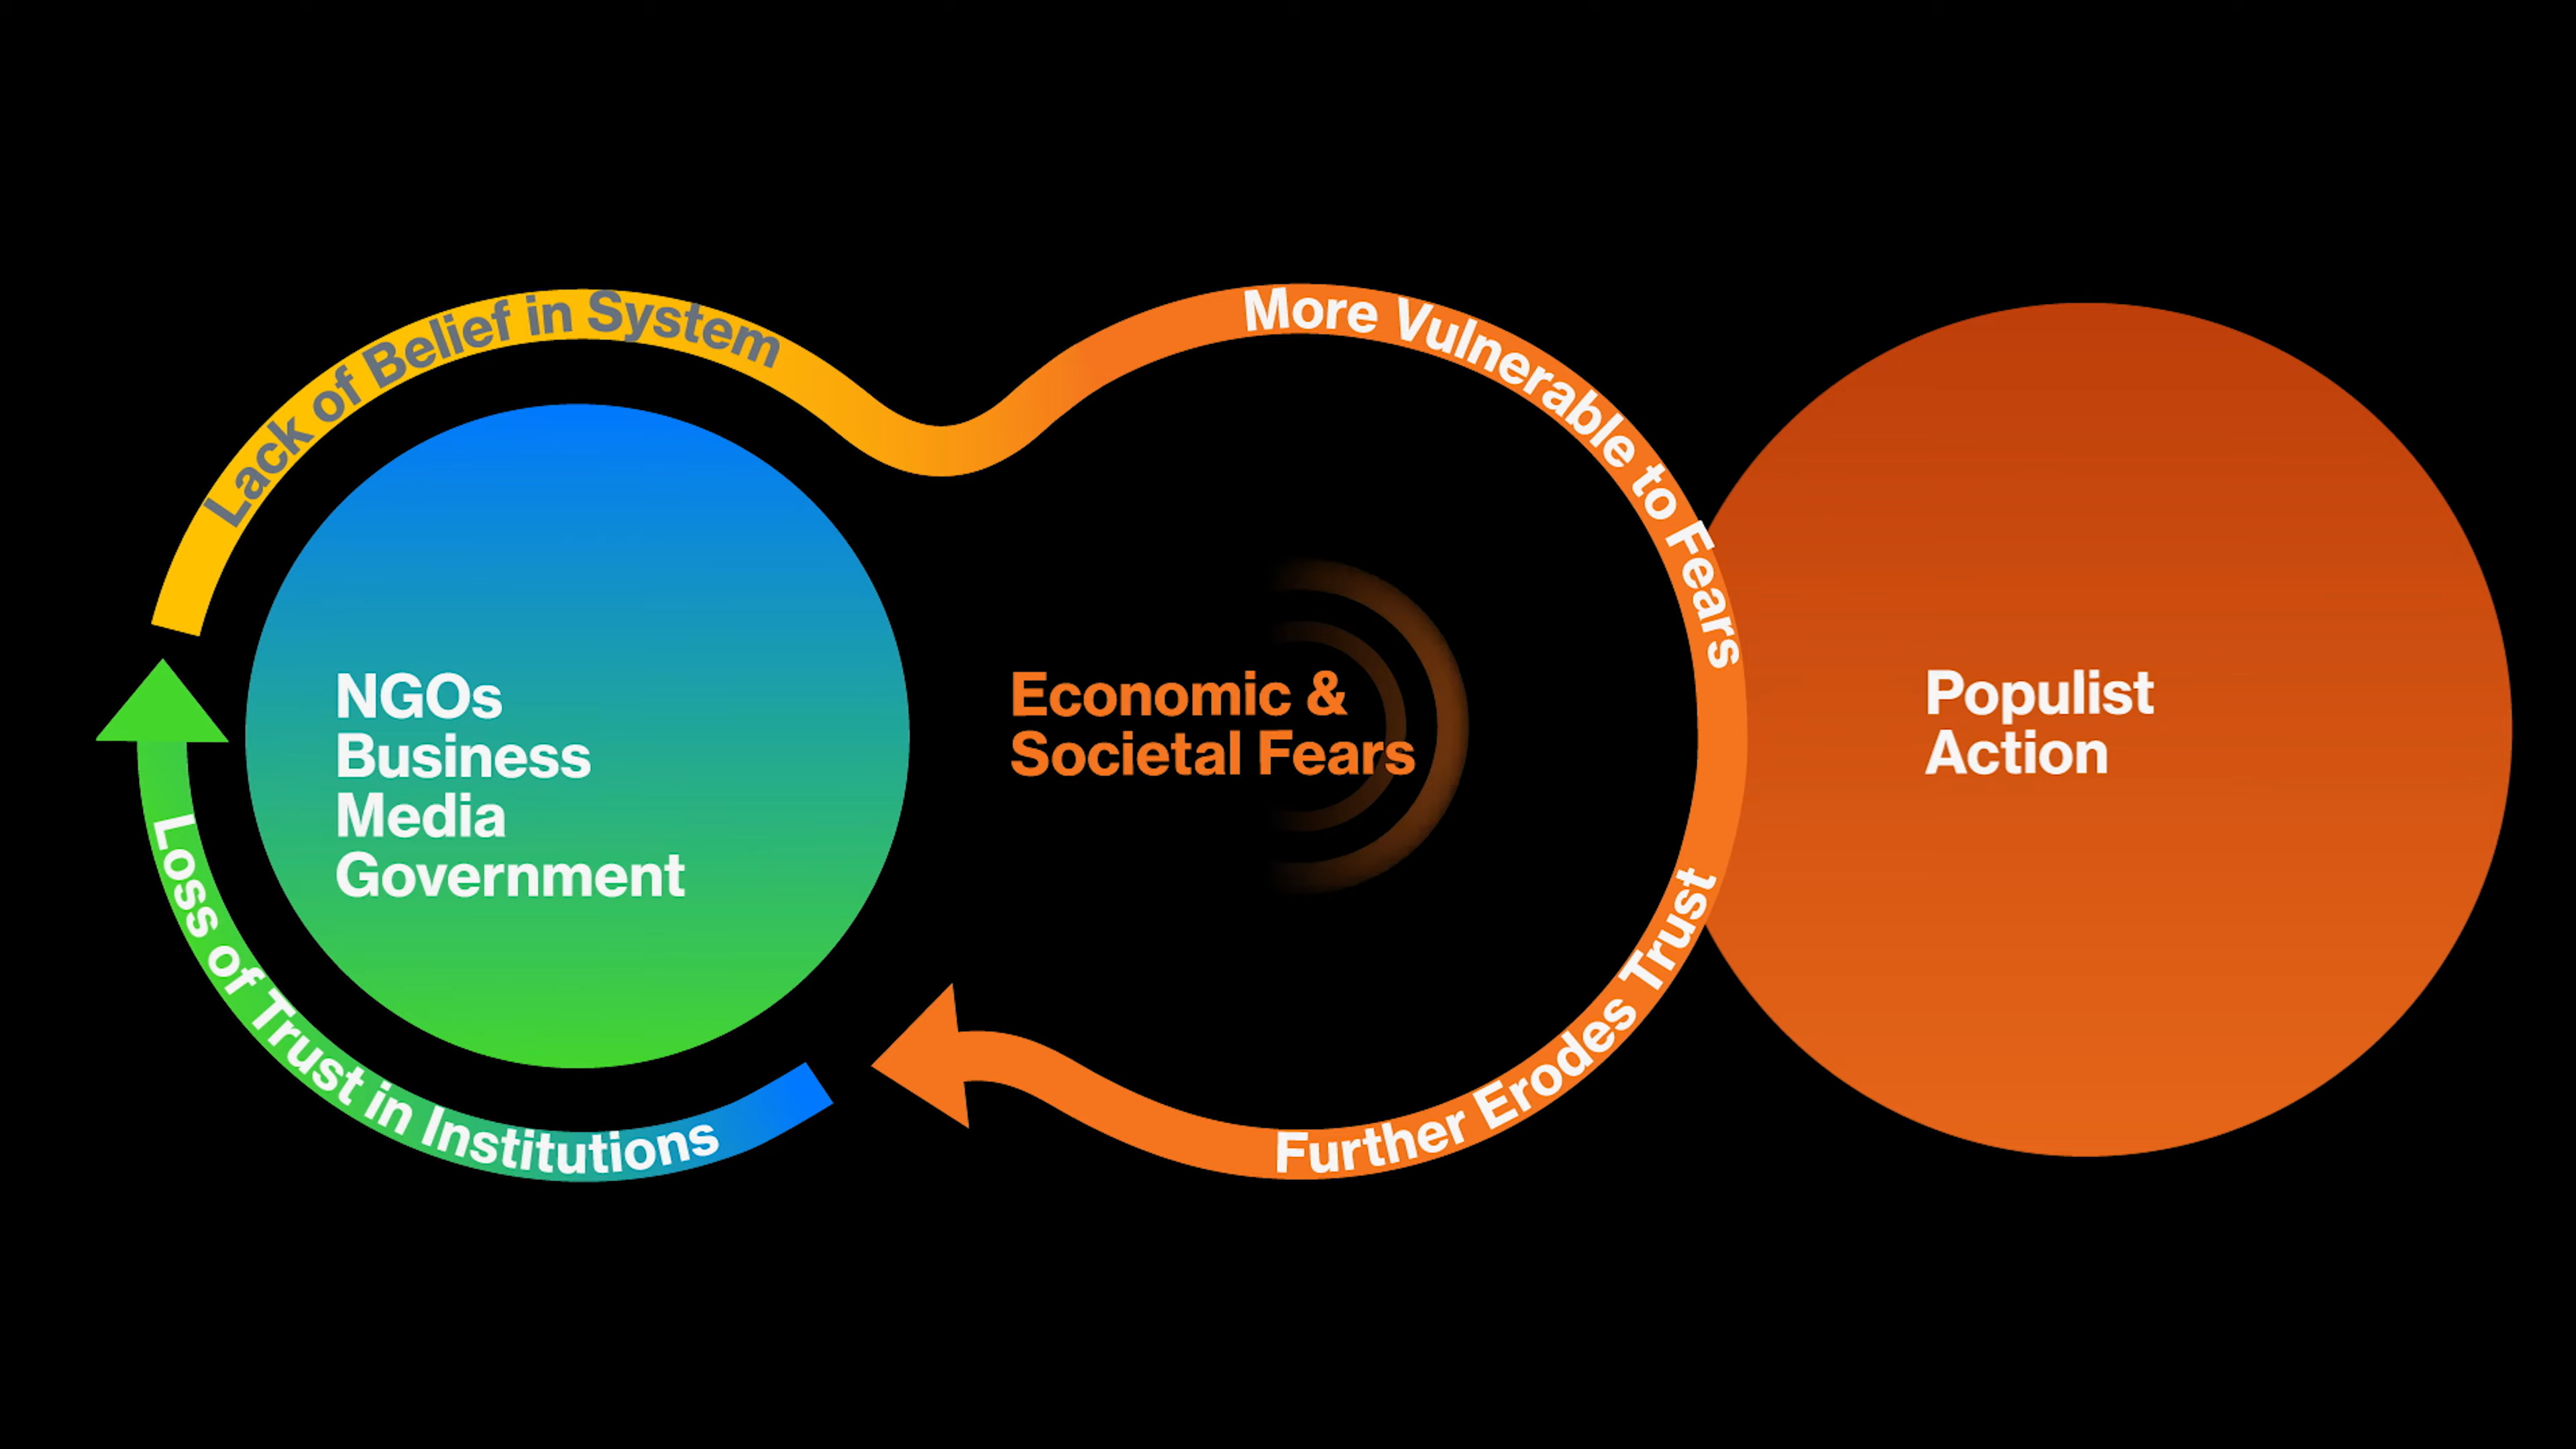 Lack of Belief in System
More Vulnerable to Fears
NGOs
Business
Media
Government
Economic &
Societal Fears
Populist
Action
Loss of Trust in Institutions
Further Erodes Trust